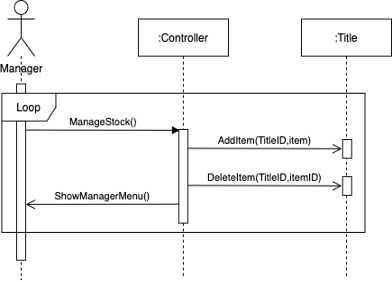 :Controller
:Title
Manager
Loop
ManageStock()
AddItem(TitleID,item)
DeleteItem(TitleID,itemID)
ShowManagerMenu()